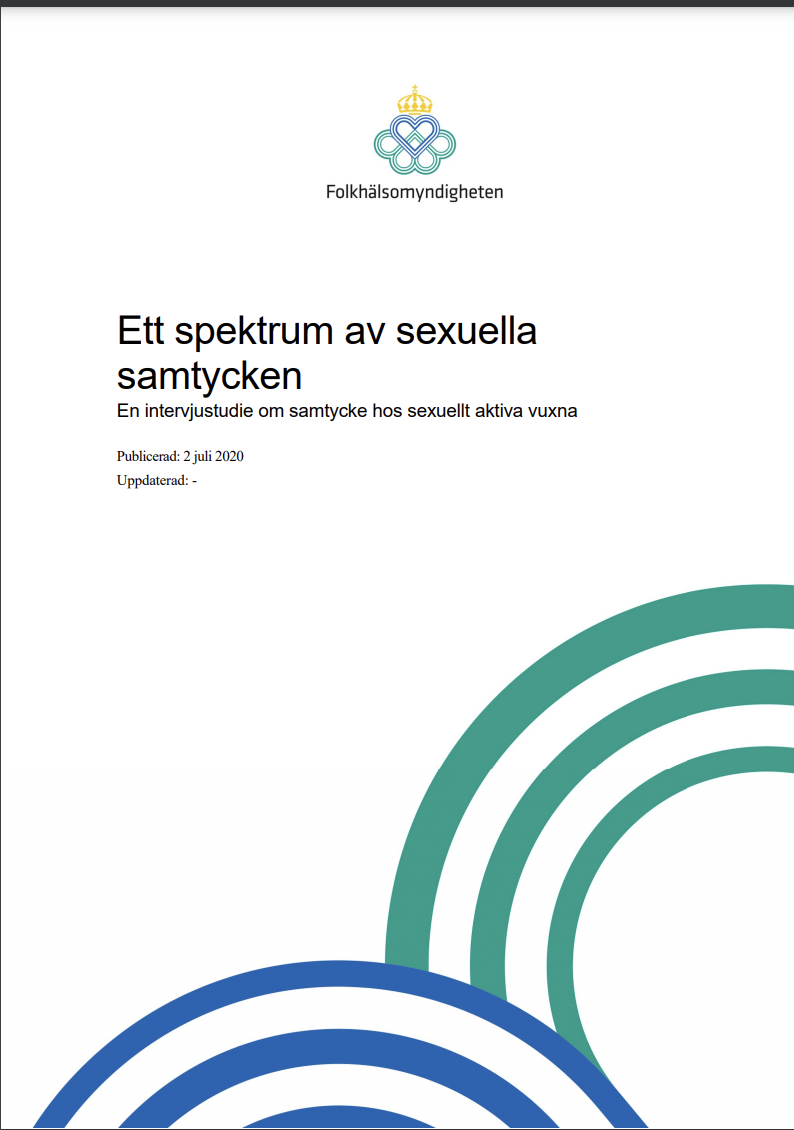 Folkhälsomyndigheten
Ett spektrum av sexuella
samtycken
En intervjustudie om samtycke hos sexuellt aktiva vuxna
Publicerad: 2 juli 2020
Uppdaterad: -